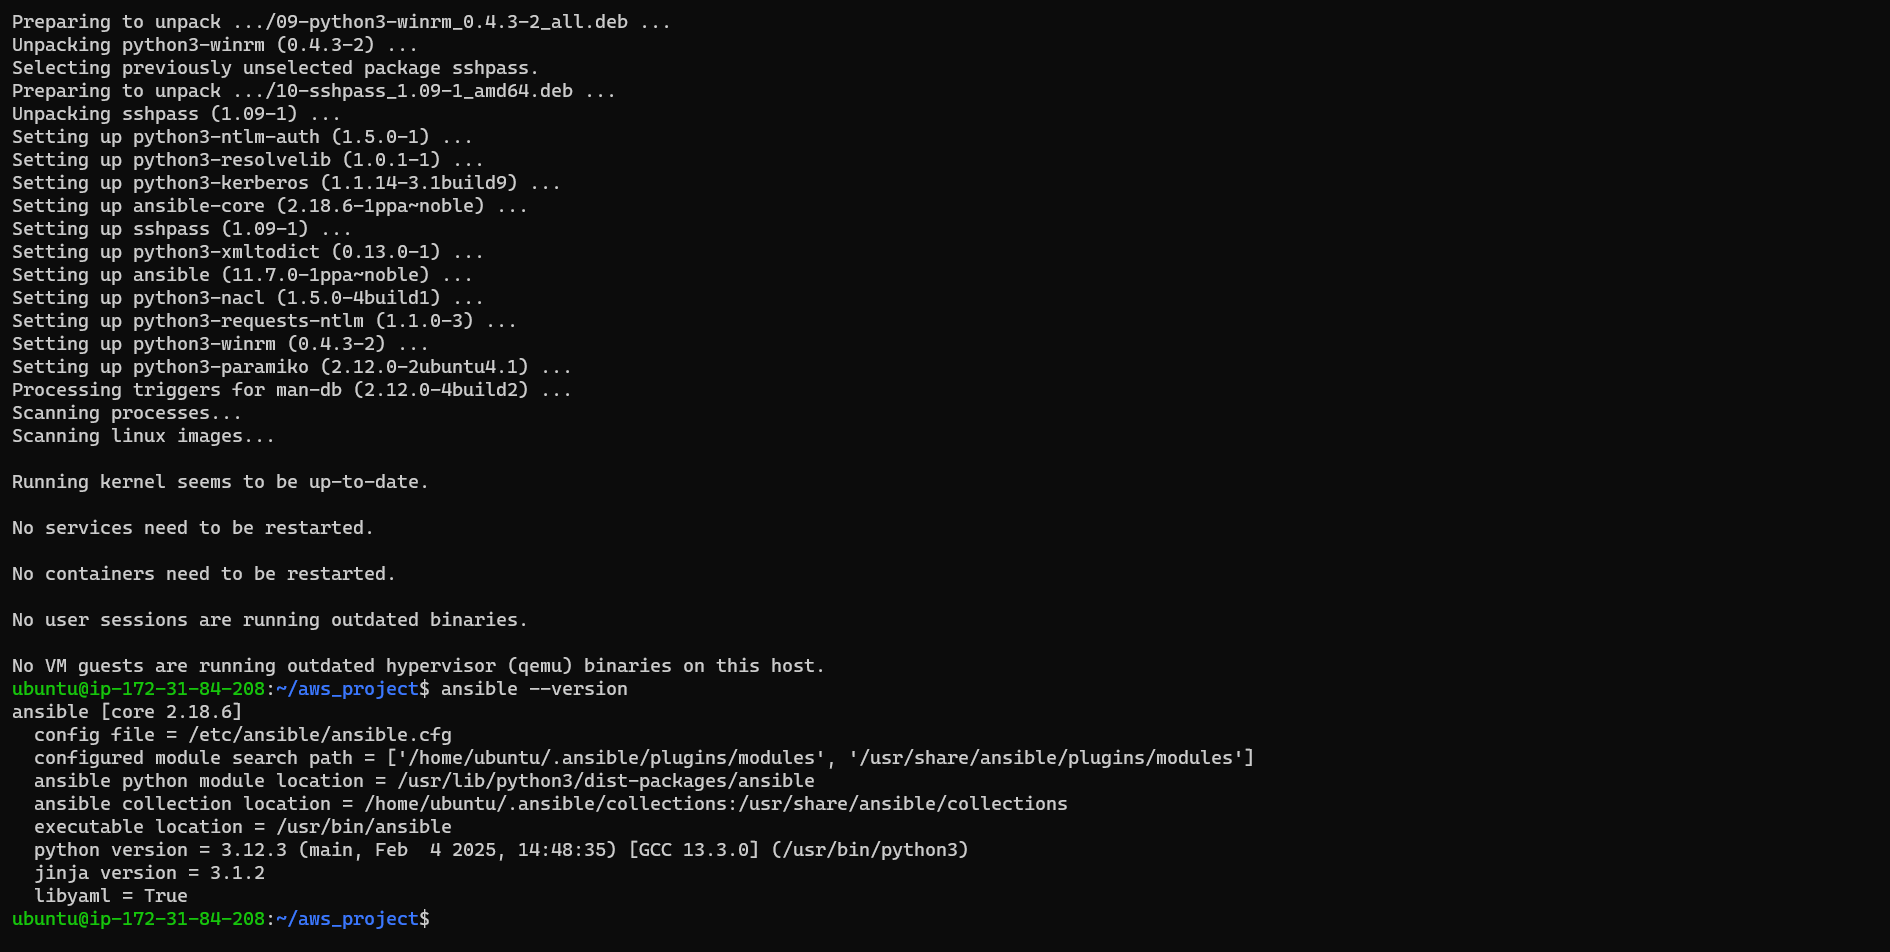 Preparing to unpack .../09-python3-winrm_0.4.3-2_all.deb ...
Unpacking python3-winrm (0.4.3-2) ...
Selecting previously unselected package sshpass.
Preparing to unpack .../10-sshpass_1.09-1_amd64.deb ...
Unpacking sshpass (1.09-1) ...
Setting up python3-ntlm-auth (1.5.0-1) ...
Setting up python3-resolvelib (1.0.1-1) ...
Setting up python3-kerberos (1.1.14-3.1build9) ...
Setting up ansible-core (2.18.6-1ppa~noble) ...
Setting up sshpass (1.09-1) ...
Setting up python3-xmltodict (0.13.0-1) ...
Setting up ansible (11.7.0-1ppa~noble) ...
Setting up python3-nacl (1.5.0-4build1) ...
Setting up python3-requests-ntlm (1.1.0-3) ...
Setting up python3-winrm (0.4.3-2) ...
Setting up python3-paramiko (2.12.0-2ubuntu4.1) ...
Processing triggers for man-db (2.12.0-4build2) ...
Scanning processes...
Scanning linux images...

Running kernel seems to be up-to-date.

No services need to be restarted.

No containers need to be restarted.

No user sessions are running outdated binaries.

No VM guests are running outdated hypervisor (qemu) binaries on this host.
ubuntu@ip-172-31-84-208:~/aws_project$ ansible --version
ansible [core 2.18.6]
  config file = /etc/ansible/ansible.cfg
  configured module search path = ['/home/ubuntu/.ansible/plugins/modules', '/usr/share/ansible/plugins/modules']
  ansible python module location = /usr/lib/python3/dist-packages/ansible
  ansible collection location = /home/ubuntu/.ansible/collections:/usr/share/ansible/collections
  executable location = /usr/bin/ansible
  python version = 3.12.3 (main, Feb  4 2025, 14:48:35) [GCC 13.3.0] (/usr/bin/python3)
  jinja version = 3.1.2
  libyaml = True
ubuntu@ip-172-31-84-208:~/aws_project$